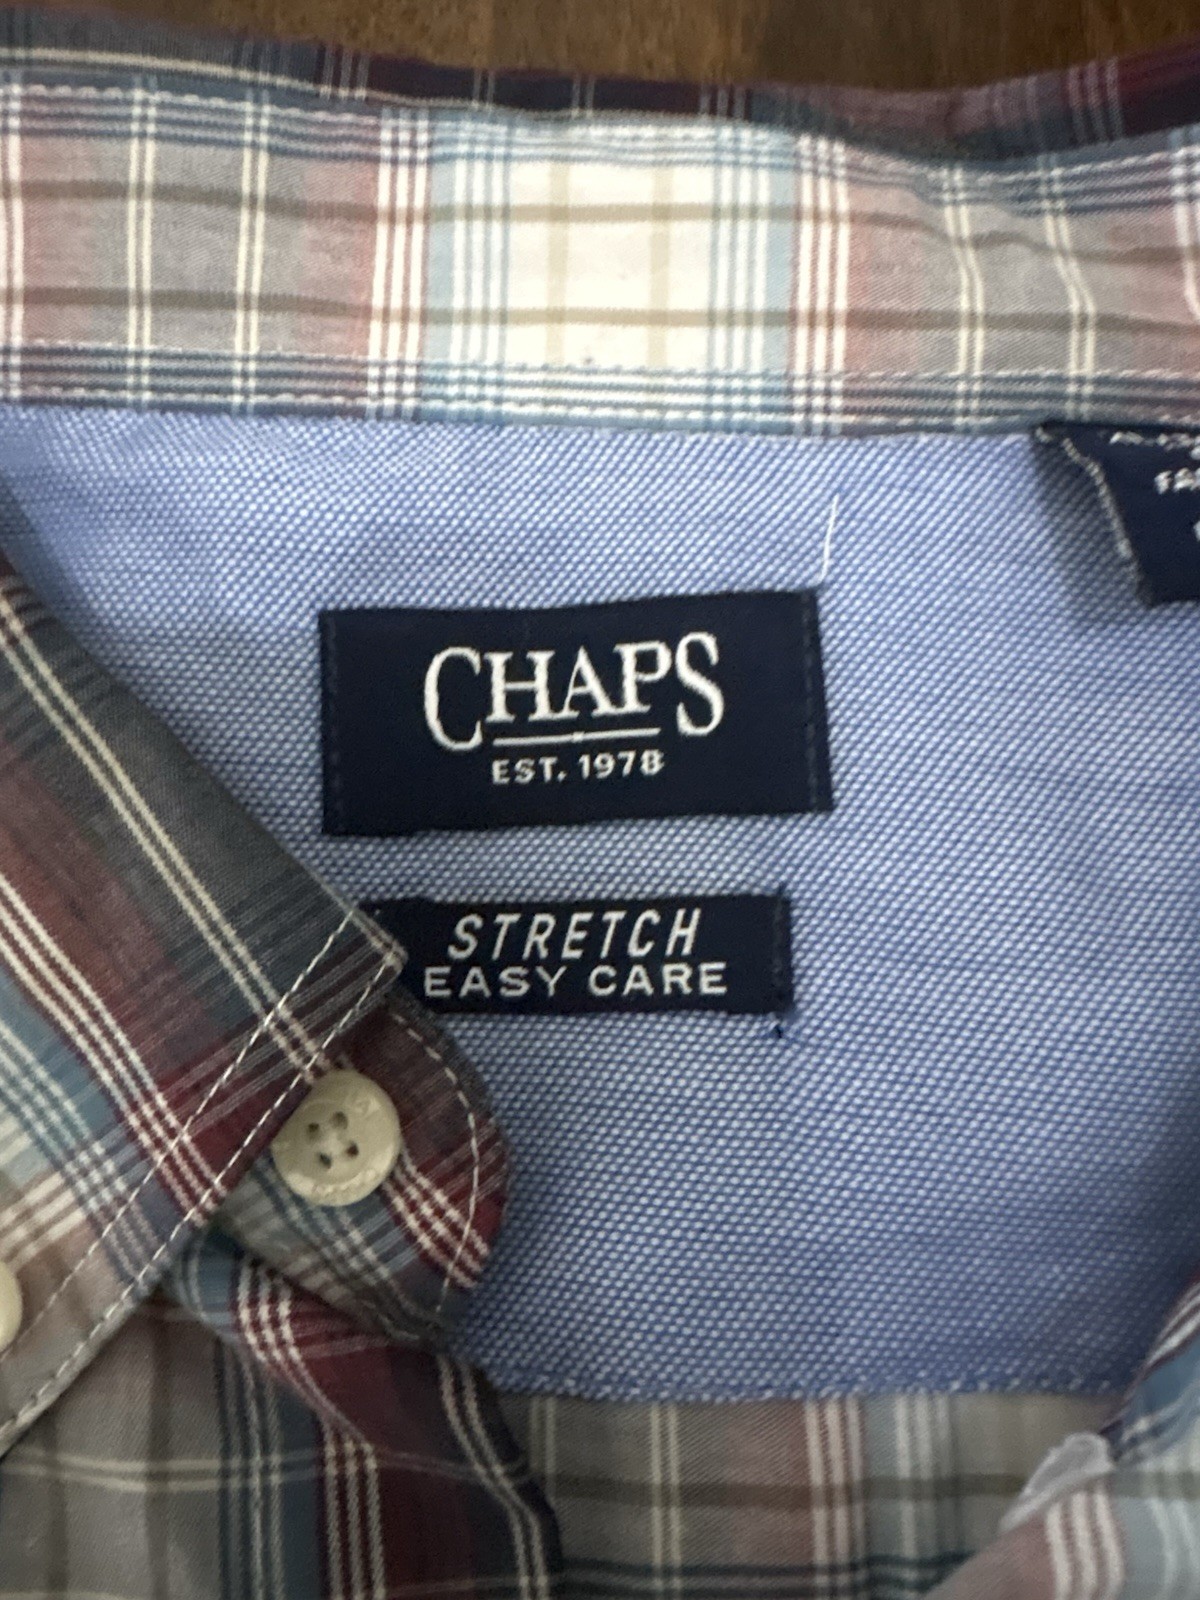 CHAPS
EST. 1978
STRETCH
EASY CARE